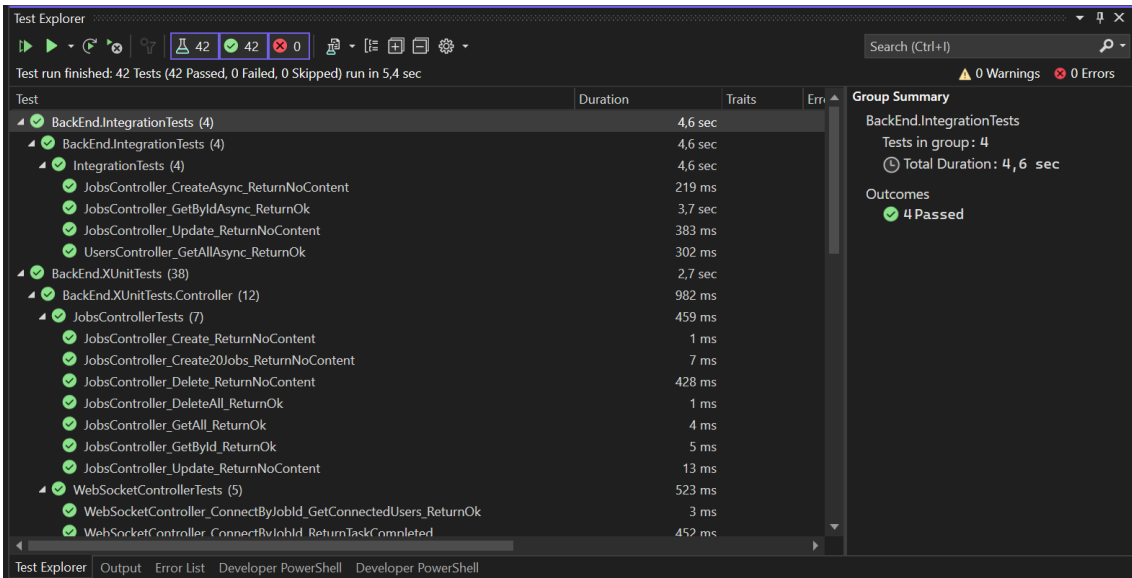 Test Explorer
42 42 0 Search (Ctrl+I)
Test run finished: 42 Tests (42 Passed, 0 Failed, 0 Skipped) run in 5,4 sec 0 Warnings 0 Errors
Test Duration Traits Err
BackEnd.IntegrationTests (4) 4,6 sec
BackEnd.IntegrationTests (4) 4,6 sec
IntegrationTests (4) 4,6 sec
JobsController_CreateAsync_ReturnNoContent 219 ms
JobsController_GetByIdAsync_ReturnOk 3,7 sec
JobsController_Update_ReturnNoContent 383 ms
UsersController_GetAllAsync_ReturnOk 302 ms
BackEnd.XUnitTests (38) 2,7 sec
BackEnd.XUnitTests.Controller (12) 982 ms
JobsControllerTests (7) 459 ms
JobsController_Create_ReturnNoContent 1 ms
JobsController_Create20Jobs_ReturnNoContent 7 ms
JobsController_Delete_ReturnNoContent 428 ms
JobsController_DeleteAll_ReturnOk 1 ms
JobsController_GetAll_ReturnOk 4 ms
JobsController_GetById_ReturnOk 5 ms
JobsController_Update_ReturnNoContent 13 ms
WebSocketControllerTests (5) 523 ms
WebSocketController_ConnectByJobId_GetConnectedUsers_ReturnOk 3 ms
WebSocketController_ConnectByJobId_ReturnTaskCompleted 452 ms
Group Summary
BackEnd.IntegrationTests
Tests in group: 4
Total Duration: 4,6 sec
Outcomes
4 Passed
Test Explorer Output Error List Developer PowerShell Developer PowerShell